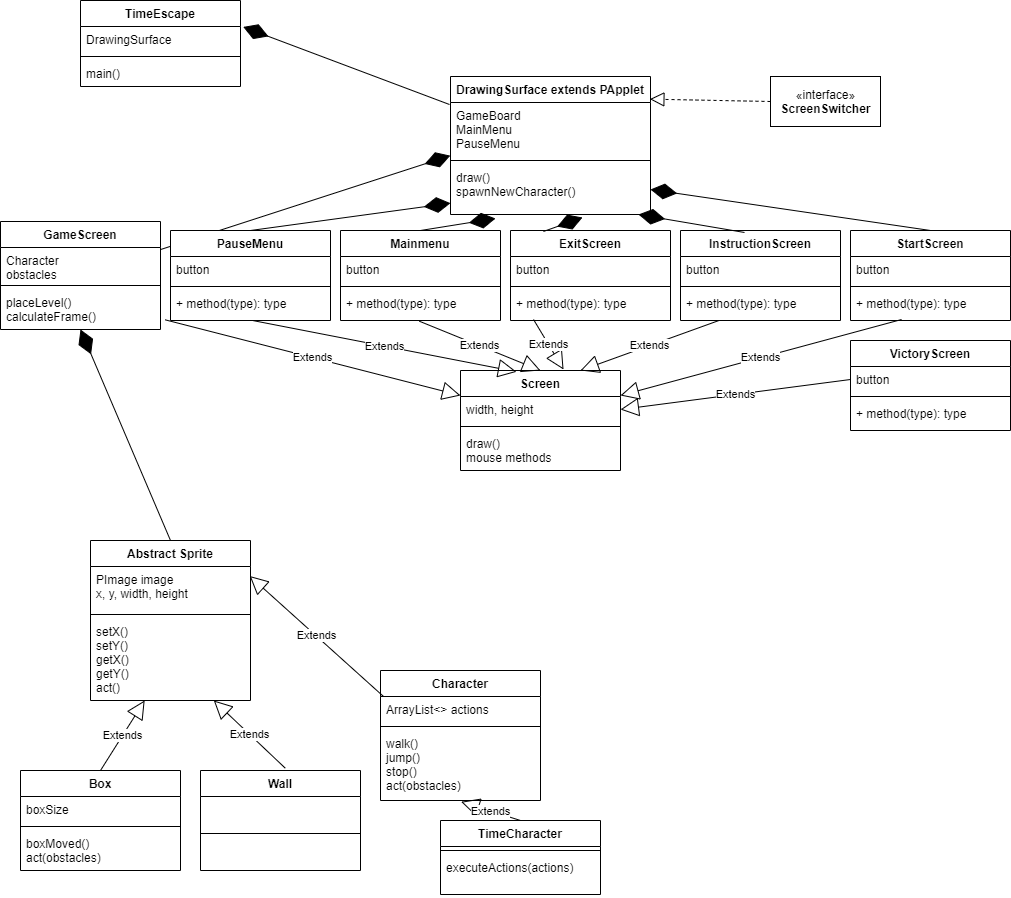 TimeEscape
DrawingSurface
main()
DrawingSurface extends PApplet
GameBoard
MainMenu
PauseMenu
draw()
spawnNewCharacter()
«interface»
ScreenSwitcher
GameScreen
Character
obstacles
placeLevel()
calculateFrame()
PauseMenu
button
+ method(type): type
Mainmenu
button
+ method(type): type
ExitScreen
button
+ method(type): type
InstructionScreen
button
+ method(type): type
StartScreen
button
+ method(type): type
Extends
Extends
Extends
Extends
Extends
Extends
Extends
VictoryScreen
button
+ method(type): type
Screen
width, height
draw()
mouse methods
Abstract Sprite
PImage image
x, y, width, height
setX()
setY()
getX()
getY()
act()
Extends
Extends
Extends
Character
ArrayList<> actions
walk()
jump()
stop()
act(obstacles)
Box
boxSize
boxMoved()
act(obstacles)
Wall
Extends
TimeCharacter
executeActions(actions)